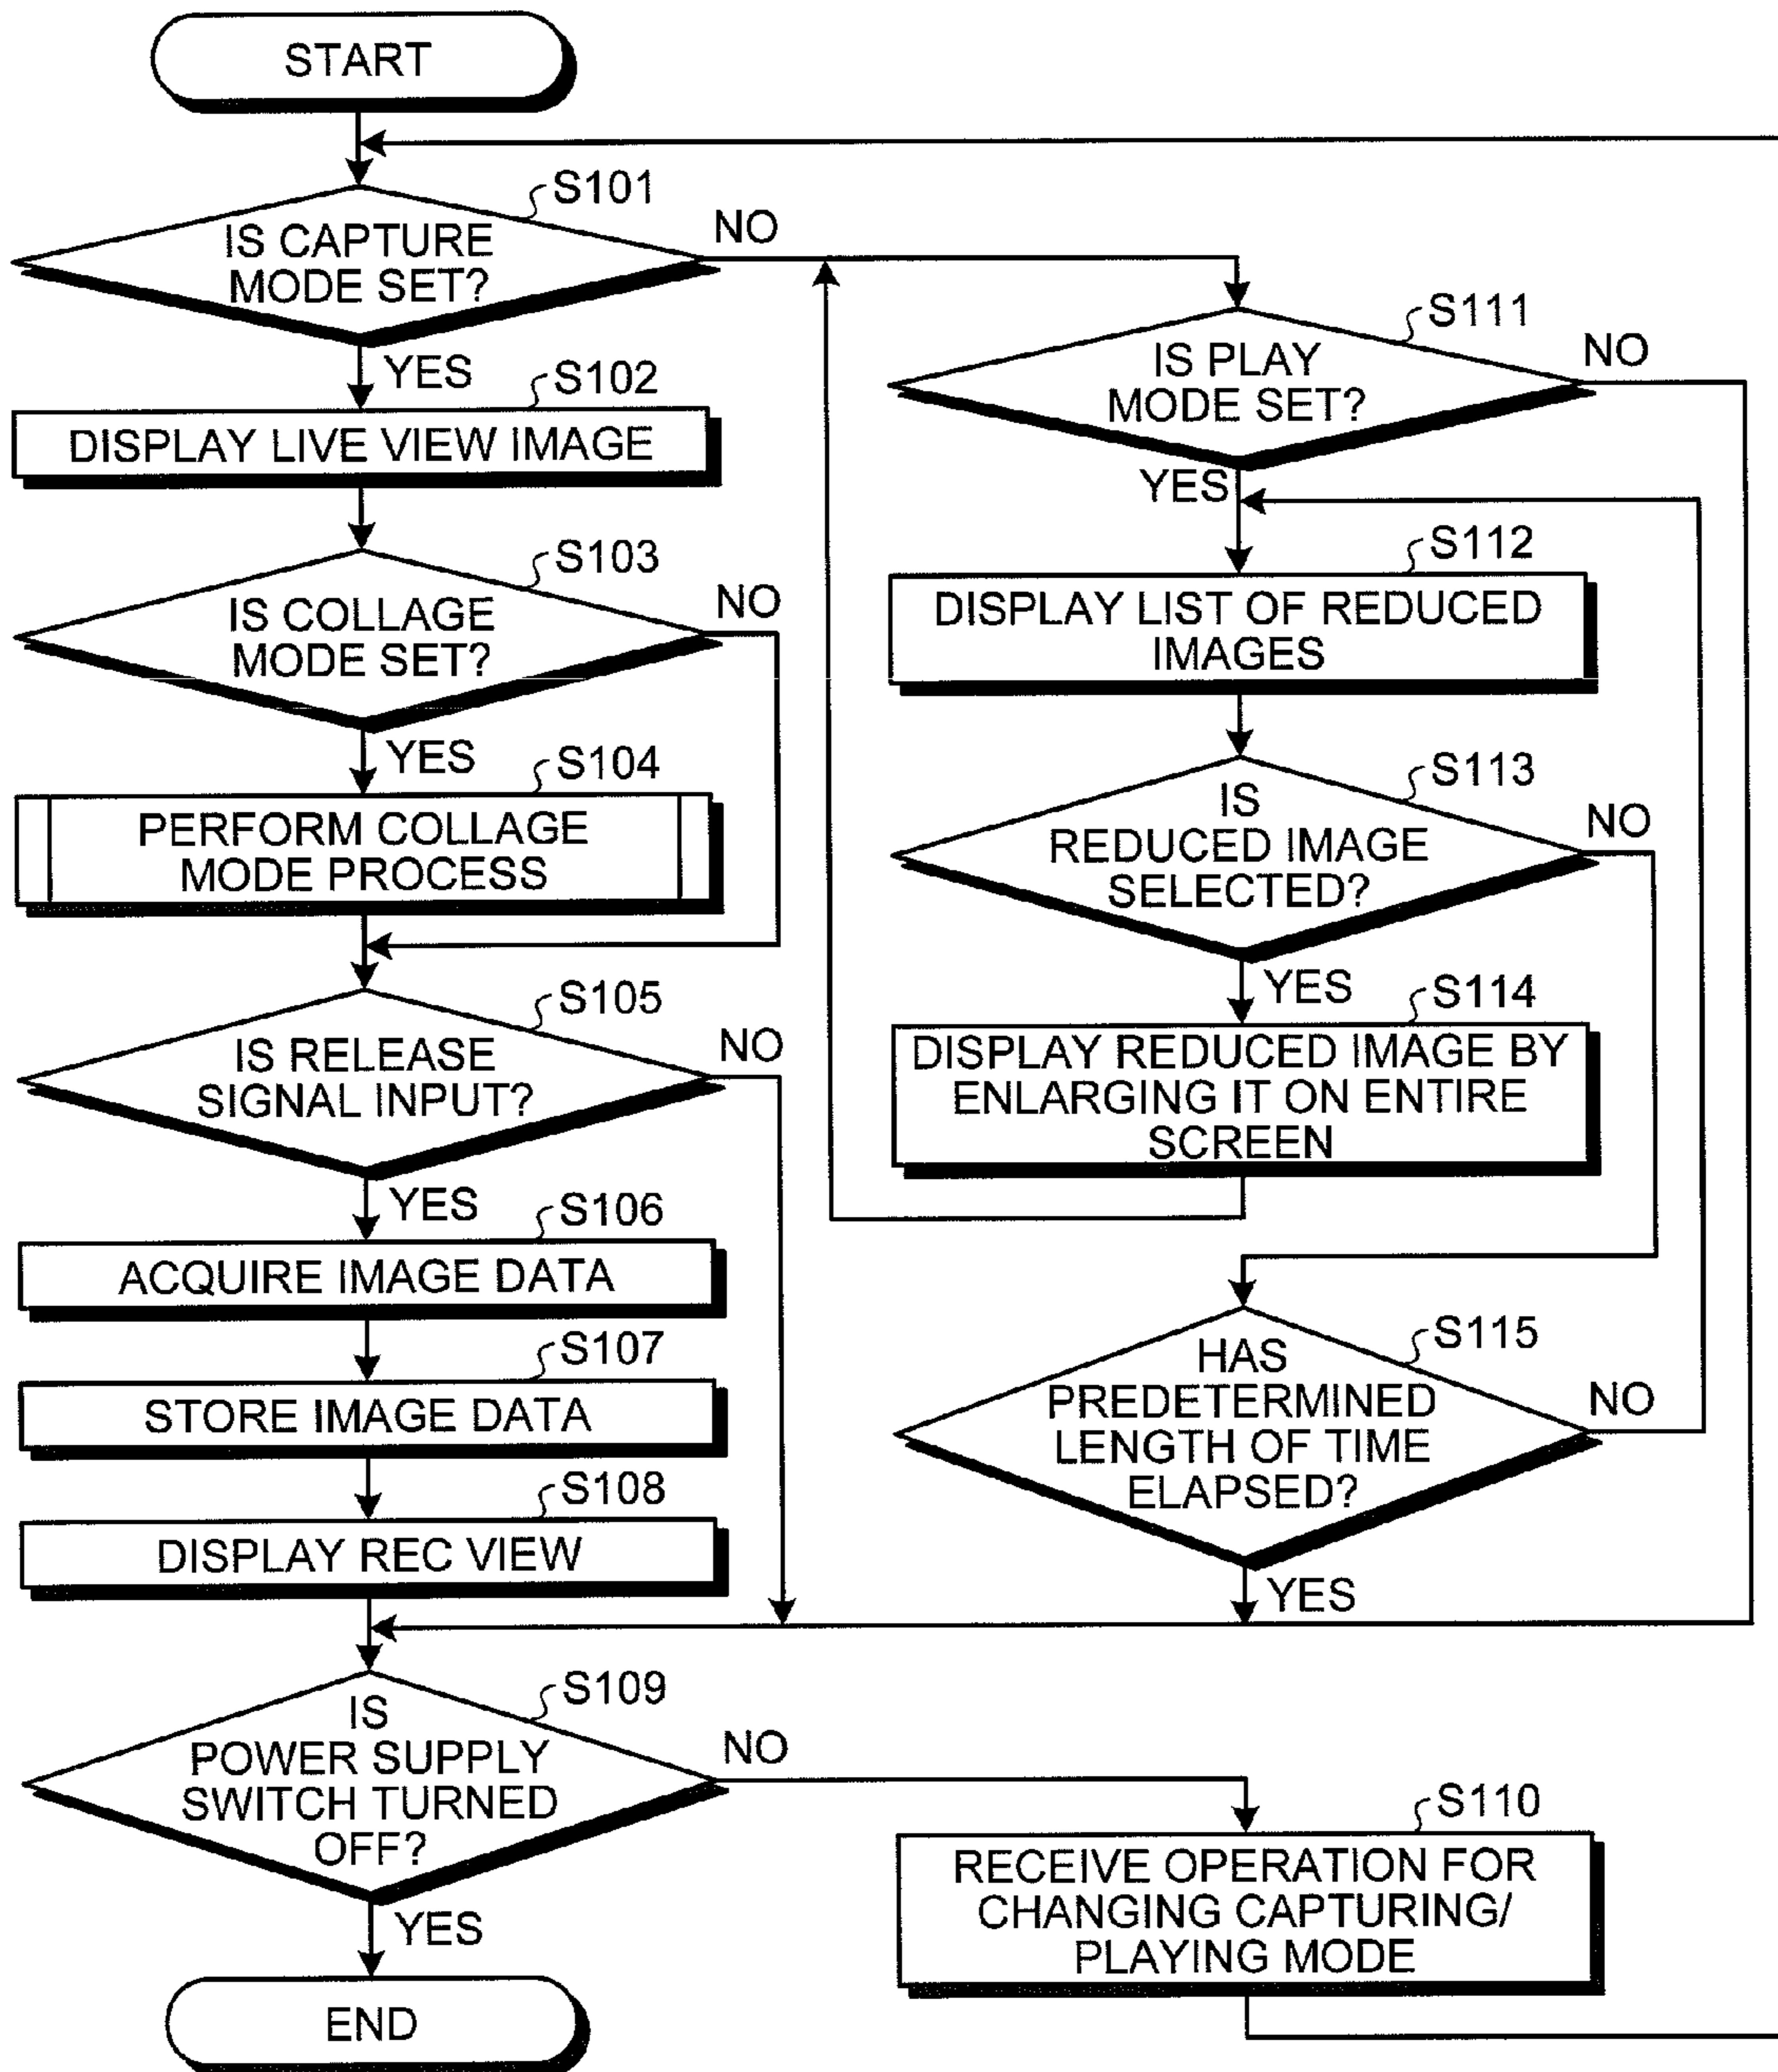 START
S101
IS CAPTURE
MODE SET?
NO
YES
S102
DISPLAY LIVE VIEW IMAGE
S103
IS COLLAGE
MODE SET?
NO
YES
S104
PERFORM COLLAGE
MODE PROCESS
S105
IS RELEASE
SIGNAL INPUT?
NO
YES
S106
ACQUIRE IMAGE DATA
S107
STORE IMAGE DATA
S108
DISPLAY REC VIEW
S109
IS
POWER SUPPLY
SWITCH TURNED
OFF?
NO
YES
END
S110
RECEIVE OPERATION FOR
CHANGING CAPTURING/
PLAYING MODE
S111
IS PLAY
MODE SET?
NO
YES
S112
DISPLAY LIST OF REDUCED
IMAGES
S113
IS
REDUCED IMAGE
SELECTED?
NO
YES
S114
DISPLAY REDUCED IMAGE BY
ENLARGING IT ON ENTIRE
SCREEN
S115
HAS
PREDETERMINED
LENGTH OF TIME
ELAPSED?
NO
YES